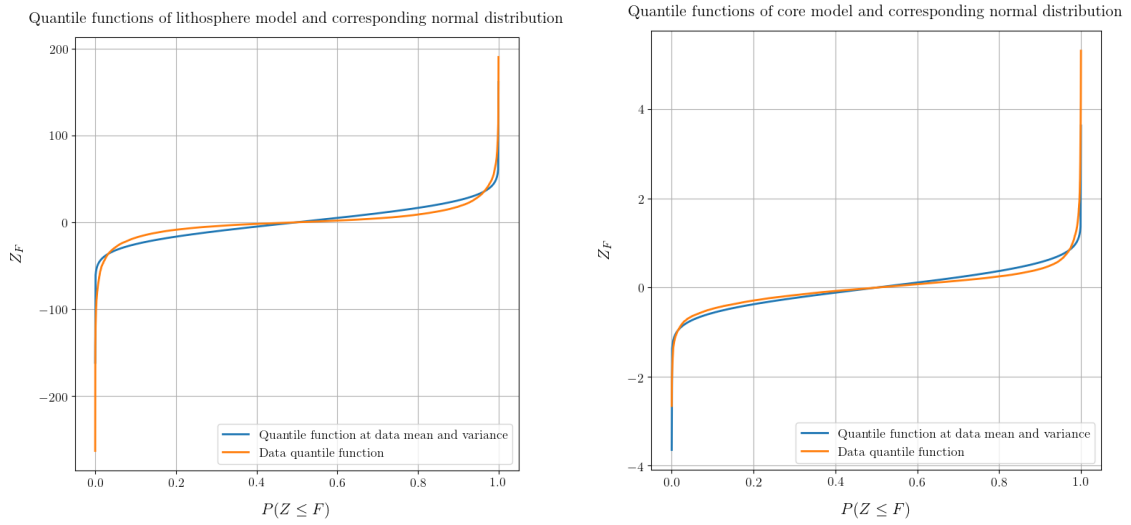 Quantile functions of lithosphere model and corresponding normal distribution
200
100
0
−100
−200
Z_F
0.0 0.2 0.4 0.6 0.8 1.0
P(Z ≤ F)
Quantile function at data mean and variance
Data quantile function
Quantile functions of core model and corresponding normal distribution
4
2
0
−2
−4
Z_F
0.0 0.2 0.4 0.6 0.8 1.0
P(Z ≤ F)
Quantile function at data mean and variance
Data quantile function